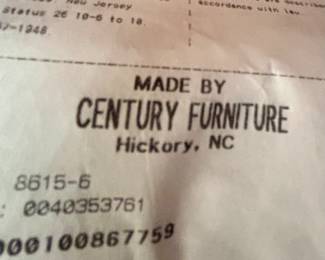 New Jersey
Status 26 10-6 to 18
accordance with
MADE BY
CENTURY FURNITURE
Hickory, NC
8615-6
: 0040353761
000100867759